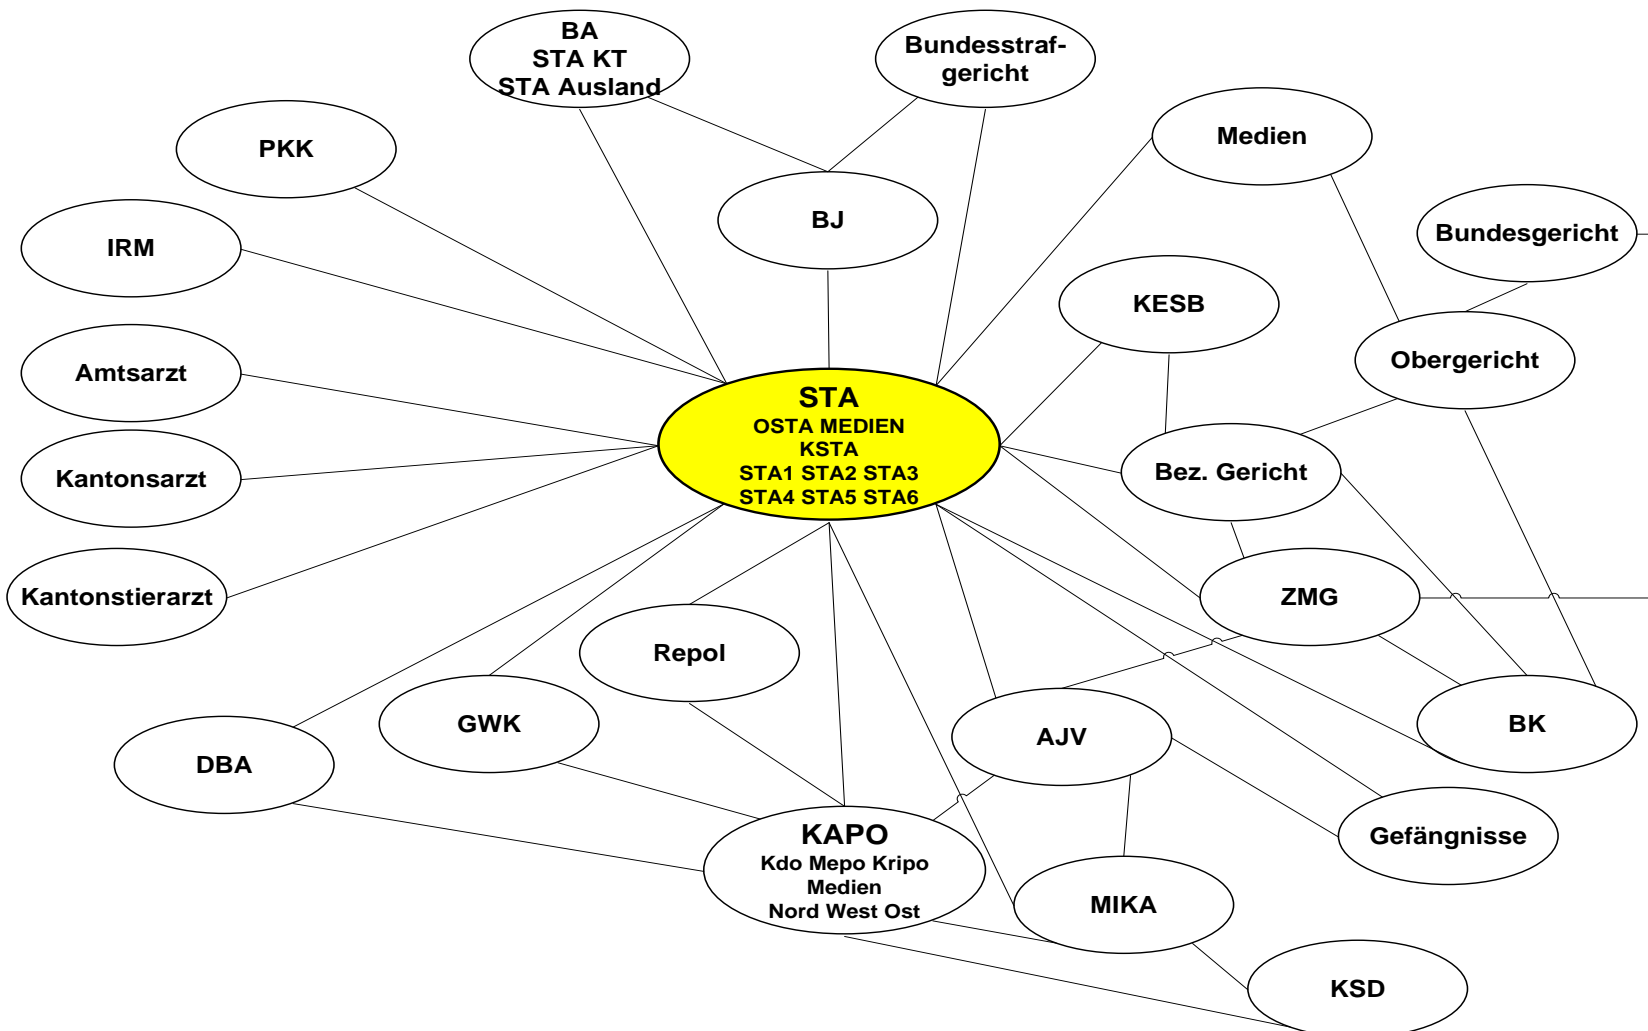 BA
STA KT
STA Ausland
Bundesstraf-
gericht
PKK
Medien
BJ
IRM
Bundesgericht
KESB
Amtsarzt
Obergericht
STA
OSTA MEDIEN
KSTA
STA1 STA2 STA3
STA4 STA5 STA6
Kantonsarzt
Bez. Gericht
Kantonstierarzt
ZMG
Repol
GWK
AJV
BK
DBA
KAPO
Kdo Mepo Kripo
Medien
Nord West Ost
Gefängnisse
MIKA
KSD